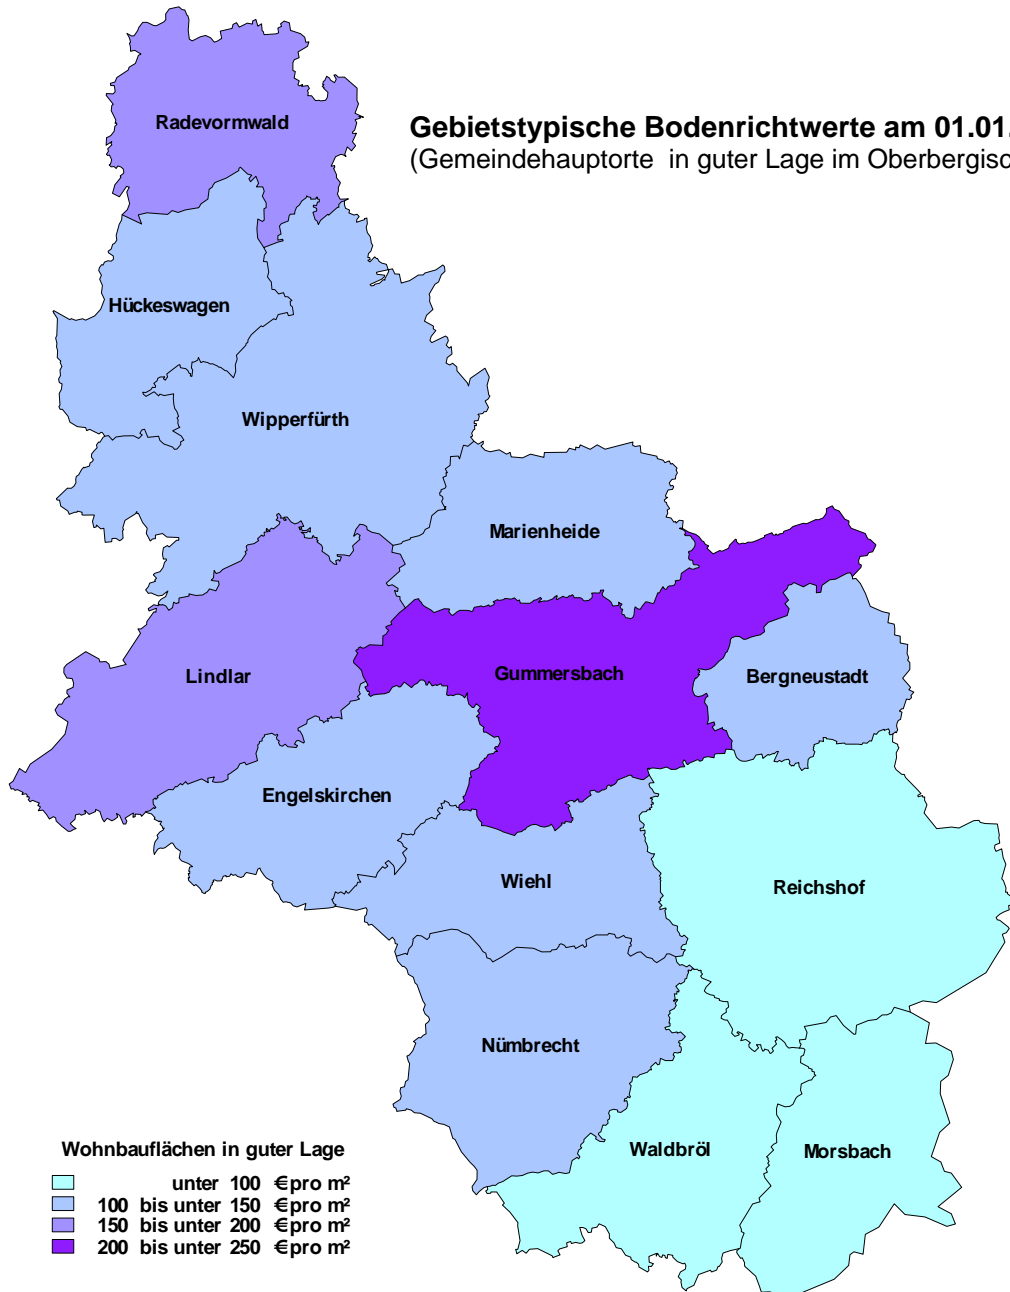 Radevormwald
Gebietstypische Bodenrichtwerte am 01.01.
(Gemeindehauptorte in guter Lage im Oberbergisc
Hückeswagen
Wipperfürth
Marienheide
Lindlar
Gummersbach
Bergneustadt
Engelskirchen
Wiehl
Reichshof
Nümbrecht
Waldbröl
Morsbach
Wohnbauflächen in guter Lage
unter 100 € pro m²
100 bis unter 150 € pro m²
150 bis unter 200 € pro m²
200 bis unter 250 € pro m²